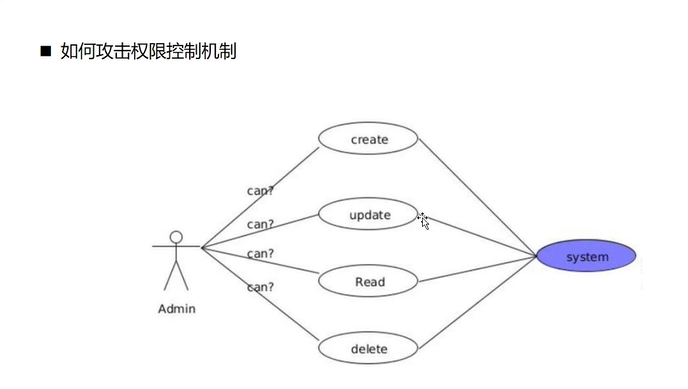 如何攻击权限控制机制
create
can?
update
can?
can?
system
Read
can?
Admin
delete